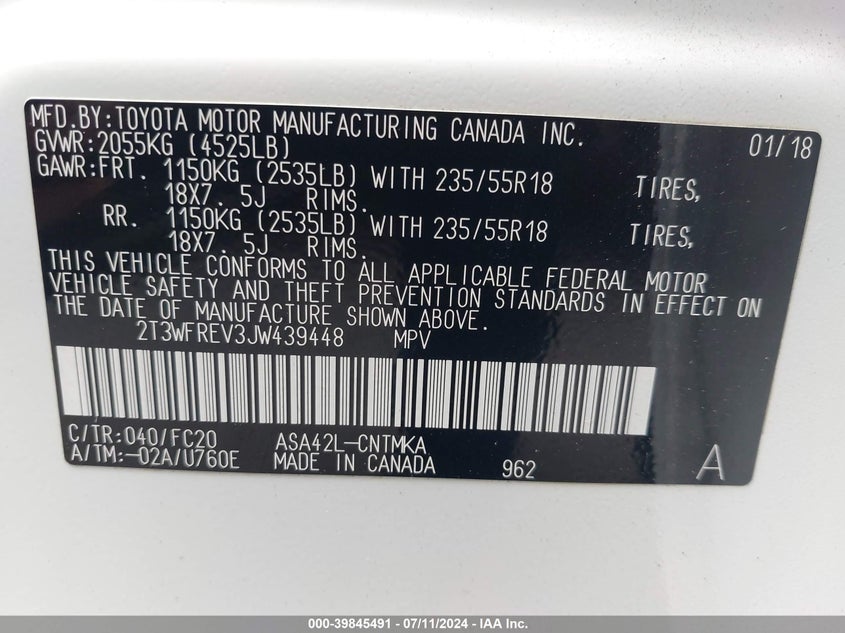 MFD.BY:TOYOTA MOTOR MANUFACTURING CANADA INC. 01/18
GVWR:2055KG (4525LB)
GAWR:FRT. 1150KG (2535LB) WITH 235/55R18 TIRES,
18X7. 5J RIMS.
RR. 1150KG (2535LB) WITH 235/55R18 TIRES,
18X7. 5J RIMS.
THIS VEHICLE CONFORMS TO ALL APPLICABLE FEDERAL MOTOR
VEHICLE SAFETY AND THEFT PREVENTION STANDARDS IN EFFECT ON
THE DATE OF MANUFACTURE SHOWN ABOVE.
2T3WFREV3JW439448 MPV
C/TR:040/FC20 ASA42L-CNTMKA
A/TM:-02A/U760E MADE IN CANADA 962 A
000-39845491 - 07/11/2024 - IAA Inc.